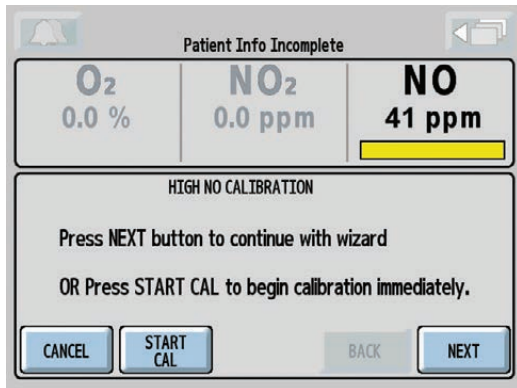 Patient Info Incomplete
O₂ NO₂ NO
0.0 % 0.0 ppm 41 ppm
HIGH NO CALIBRATION
Press NEXT button to continue with wizard
OR Press START CAL to begin calibration immediately.
CANCEL START CAL BACK NEXT